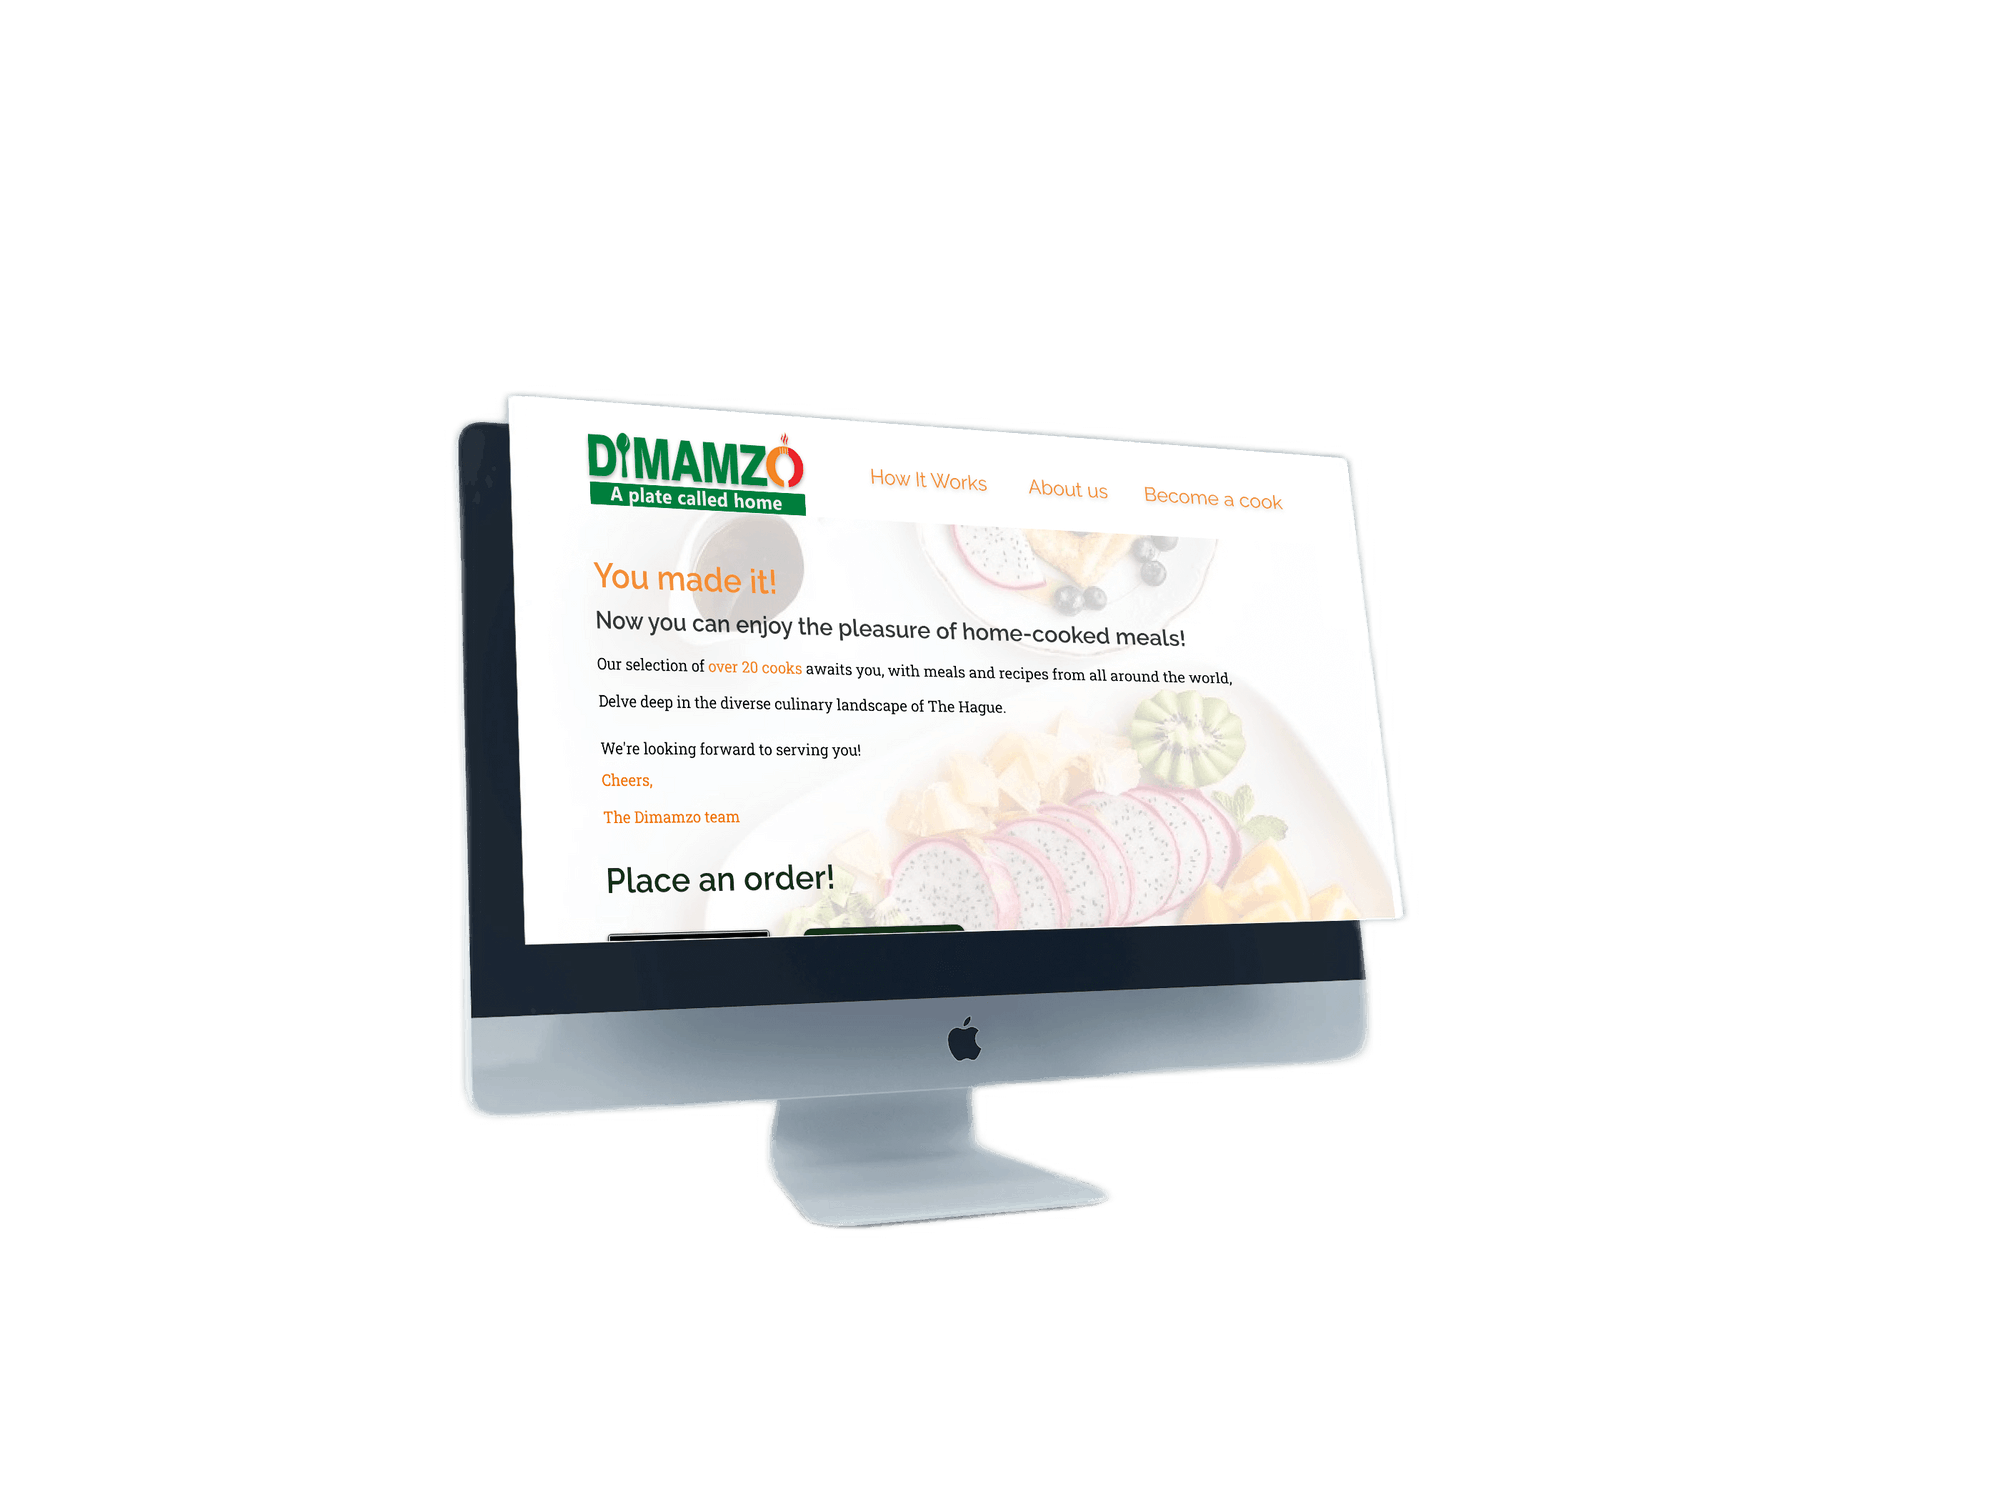 DiMAMZO
A plate called home
How It Works
About us
Become a cook
You made it!
Now you can enjoy the pleasure of home-cooked meals!
Our selection of over 20 cooks awaits you, with meals and recipes from all around the world,
Delve deep in the diverse culinary landscape of The Hague.
We're looking forward to serving you!
Cheers,
The Dimamzo team
Place an order!